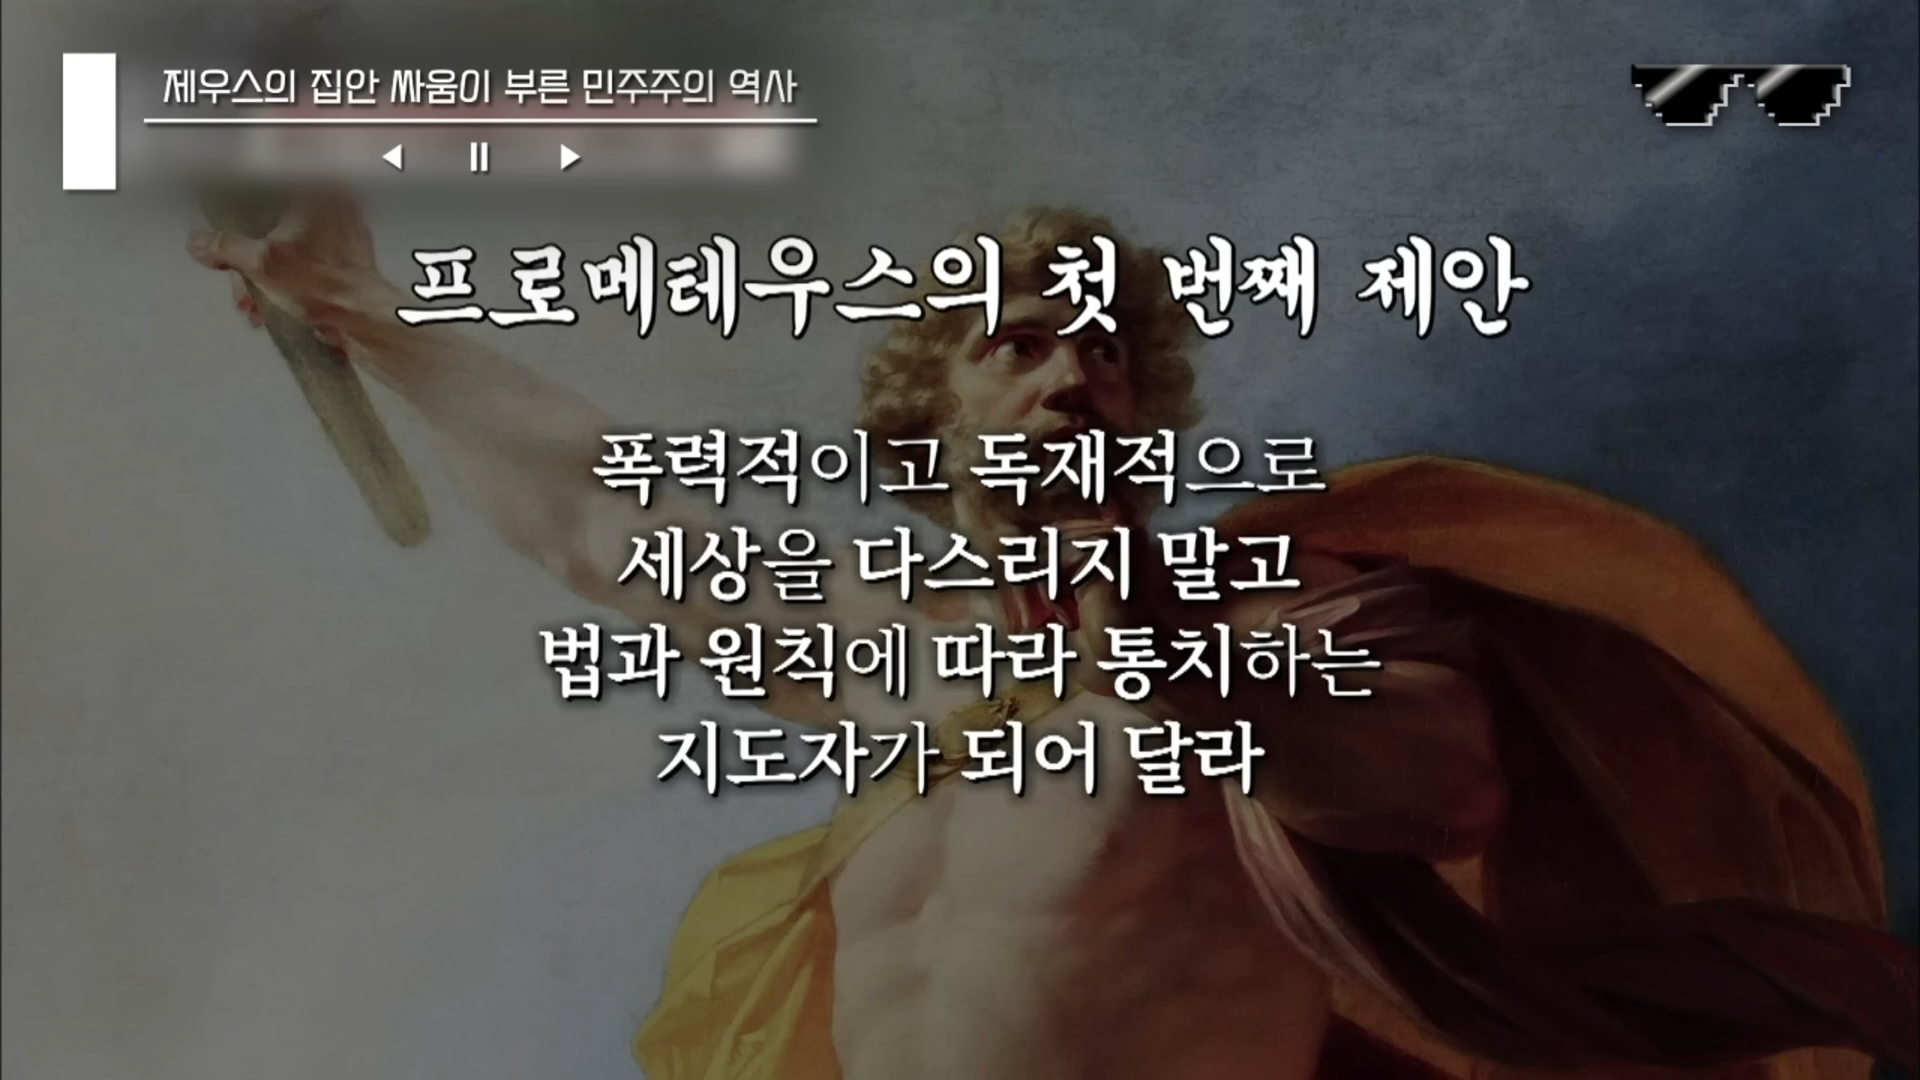 제우스의 집안 싸움이 부른 민주주의 역사
프로메테우스의 첫 번째 제안
폭력적이고 독재적으로
세상을 다스리지 말고
법과 원칙에 따라 통치하는
지도자가 되어 달라